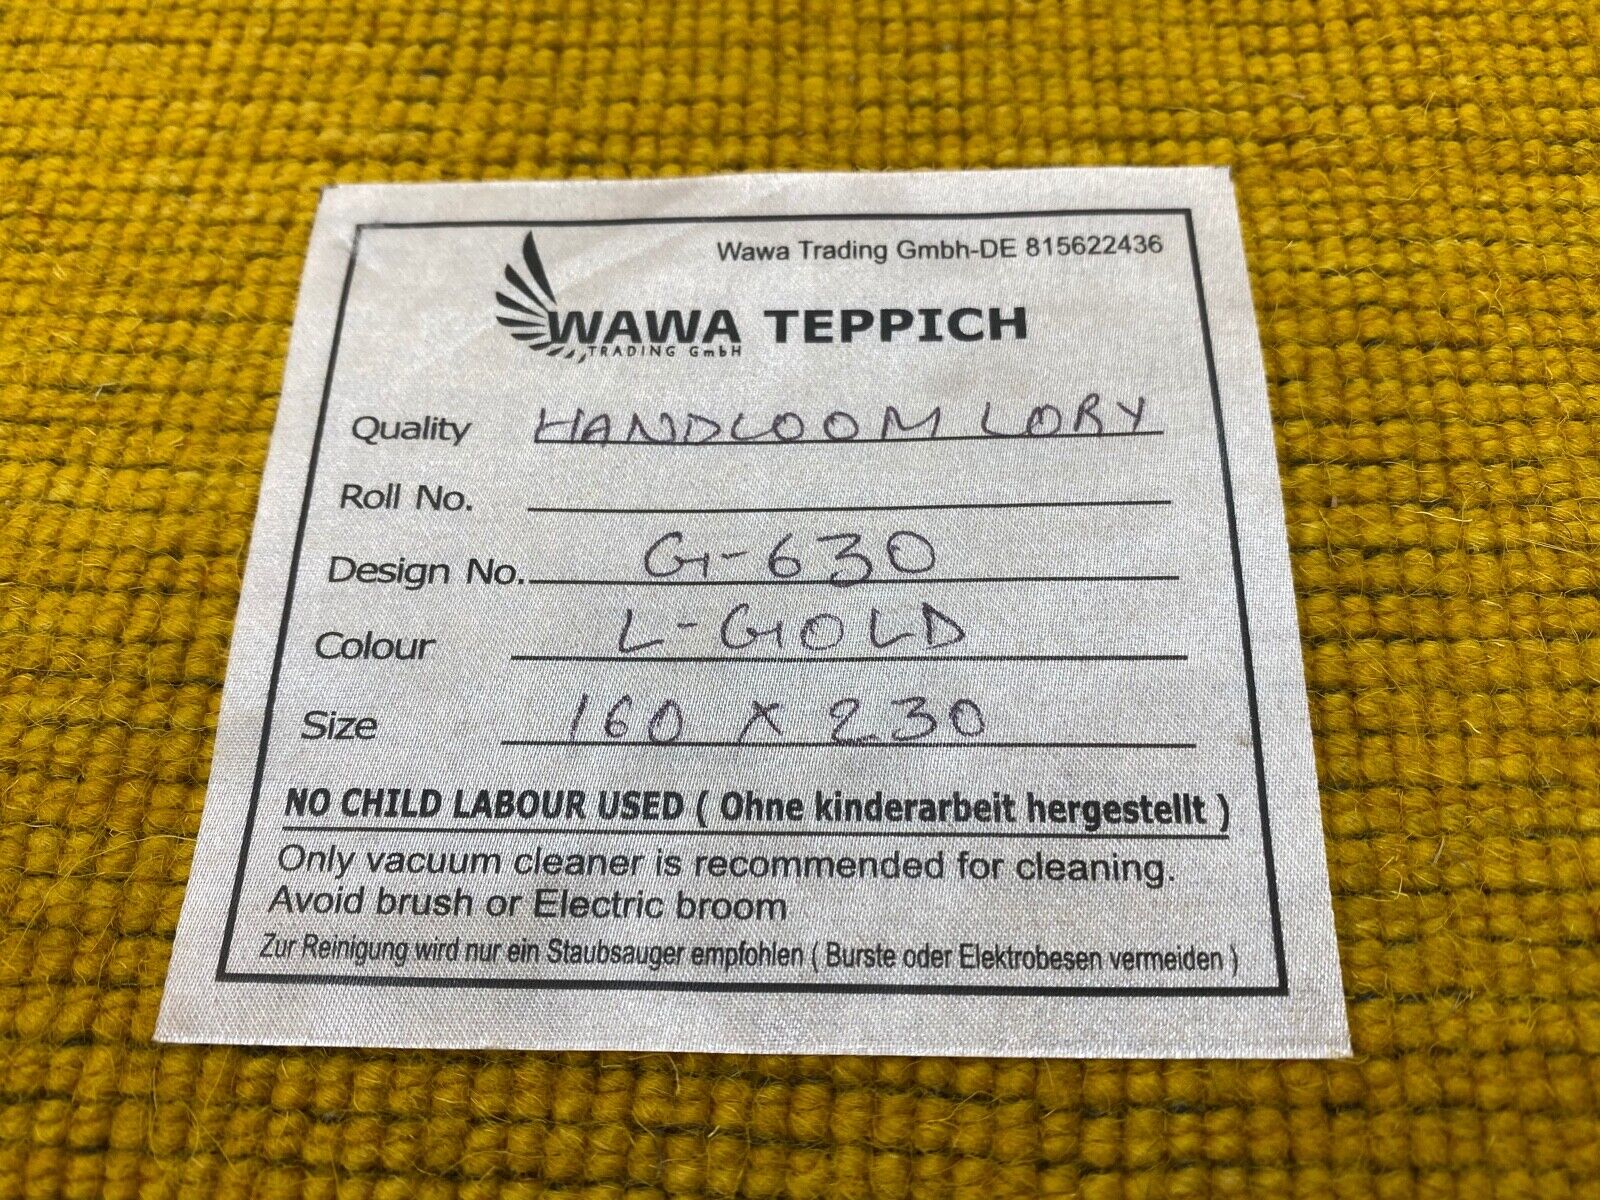 Wawa Trading Gmbh-DE 815622436
WAWA TEPPICH
TRADING GmbH
Quality HANDLOOM LORY
Roll No.
Design No. G-630
Colour L-GOLD
Size 160 X 230
NO CHILD LABOUR USED ( Ohne kinderarbeit hergestellt )
Only vacuum cleaner is recommended for cleaning.
Avoid brush or Electric broom
Zur Reinigung wird nur ein Staubsauger empfohlen ( Burste oder Elektrobesen vermeiden )